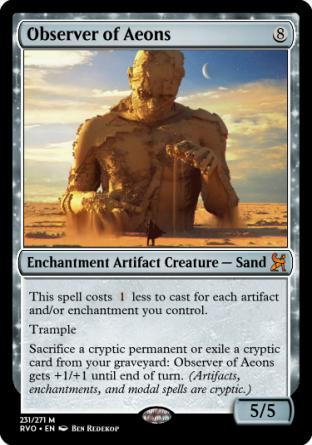 Observer of Aeons 8
Enchantment Artifact Creature — Sand
This spell costs 1 less to cast for each artifact
and/or enchantment you control.
Trample
Sacrifice a cryptic permanent or exile a cryptic
card from your graveyard: Observer of Aeons
gets +1/+1 until end of turn. (Artifacts,
enchantments, and modal spells are cryptic.)
231/271 M
RVO • EN Ben Redekop
5/5